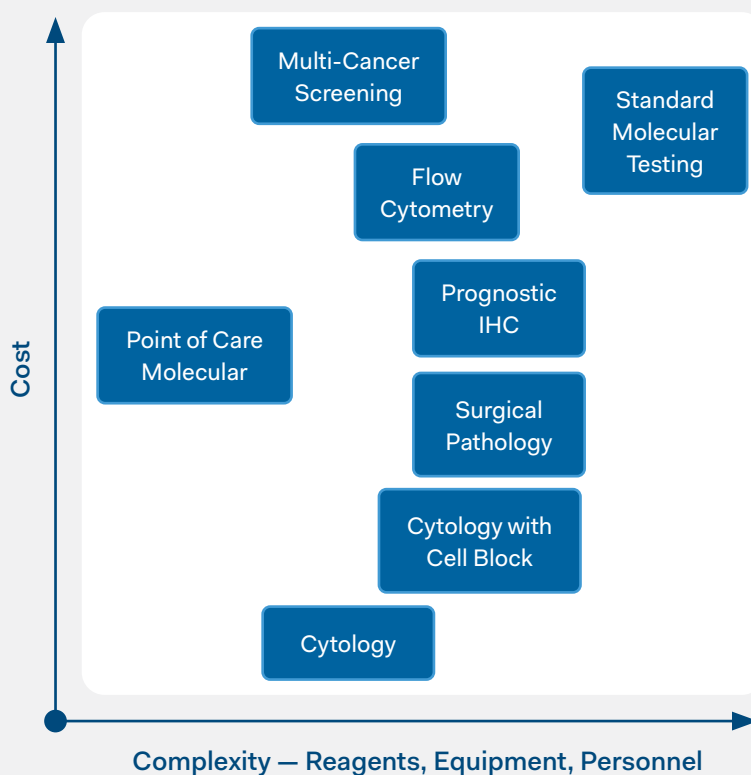 Multi-Cancer
Screening
Standard
Molecular
Testing
Flow
Cytometry
Prognostic
IHC
Point of Care
Molecular
Cost
Surgical
Pathology
Cytology with
Cell Block
Cytology
Complexity — Reagents, Equipment, Personnel